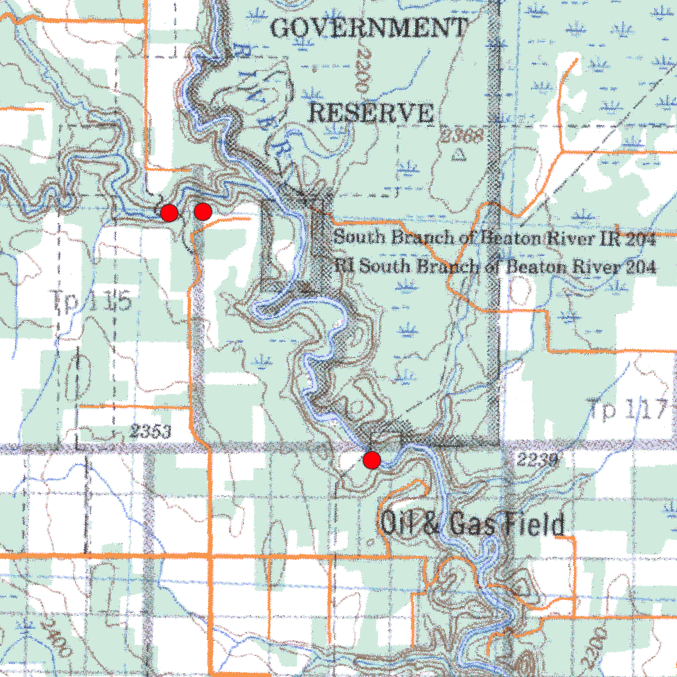 GOVERNMENT
RIVER
2200
RESERVE
2368
South Branch of Beaton River IR 204
RI South Branch of Beaton River 204
Tp 115
Tp 117
2353
2239
Oil & Gas Field
2400
2200